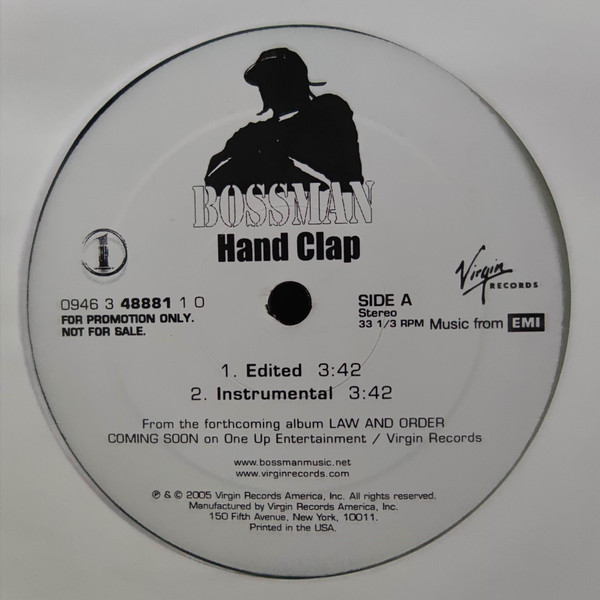 BOSSMAN
Hand Clap
1
0946 3 48881 1 0
FOR PROMOTION ONLY.
NOT FOR SALE.
SIDE A
Stereo
33 1/3 RPM
Virgin
RECORDS
Music from EMI
1. Edited 3:42
2. Instrumental 3:42
From the forthcoming album LAW AND ORDER
COMING SOON on One Up Entertainment / Virgin Records
www.bossmanmusic.net
www.virginrecords.com
℗ & © 2005 Virgin Records America, Inc. All rights reserved.
Manufactured by Virgin Records America, Inc.
150 Fifth Avenue, New York, 10011.
Printed in the USA.